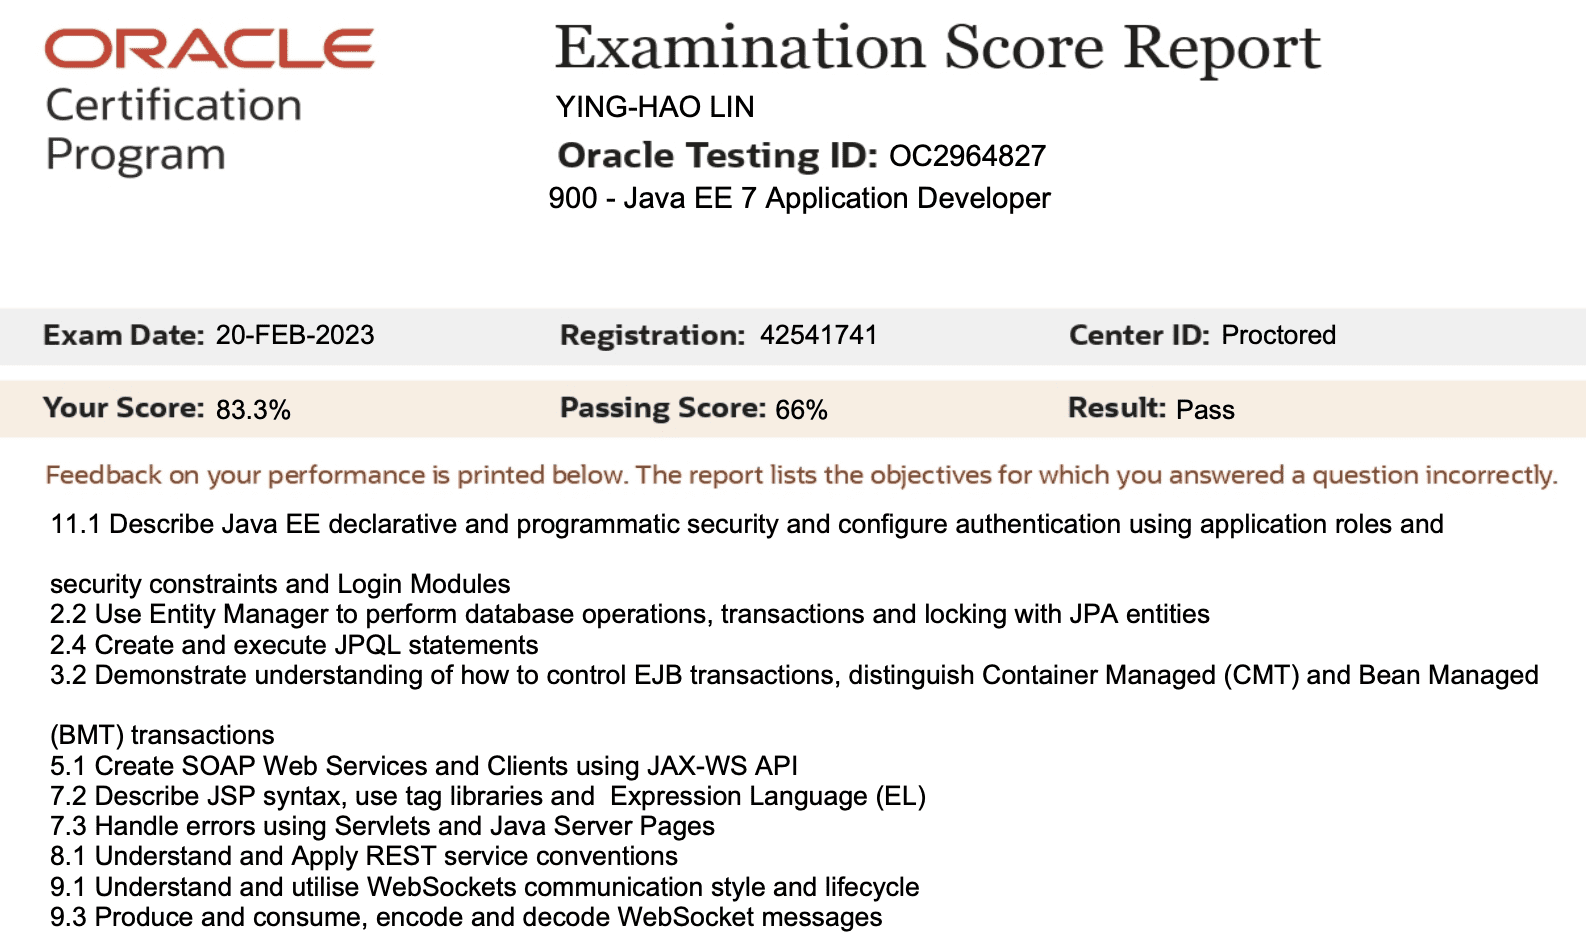 ORACLE
Certification
Program
Examination Score Report
YING-HAO LIN
Oracle Testing ID: OC2964827
900 - Java EE 7 Application Developer
Exam Date: 20-FEB-2023 Registration: 42541741 Center ID: Proctored
Your Score: 83.3% Passing Score: 66% Result: Pass
Feedback on your performance is printed below. The report lists the objectives for which you answered a question incorrectly.
11.1 Describe Java EE declarative and programmatic security and configure authentication using application roles and
security constraints and Login Modules
2.2 Use Entity Manager to perform database operations, transactions and locking with JPA entities
2.4 Create and execute JPQL statements
3.2 Demonstrate understanding of how to control EJB transactions, distinguish Container Managed (CMT) and Bean Managed
(BMT) transactions
5.1 Create SOAP Web Services and Clients using JAX-WS API
7.2 Describe JSP syntax, use tag libraries and  Expression Language (EL)
7.3 Handle errors using Servlets and Java Server Pages
8.1 Understand and Apply REST service conventions
9.1 Understand and utilise WebSockets communication style and lifecycle
9.3 Produce and consume, encode and decode WebSocket messages